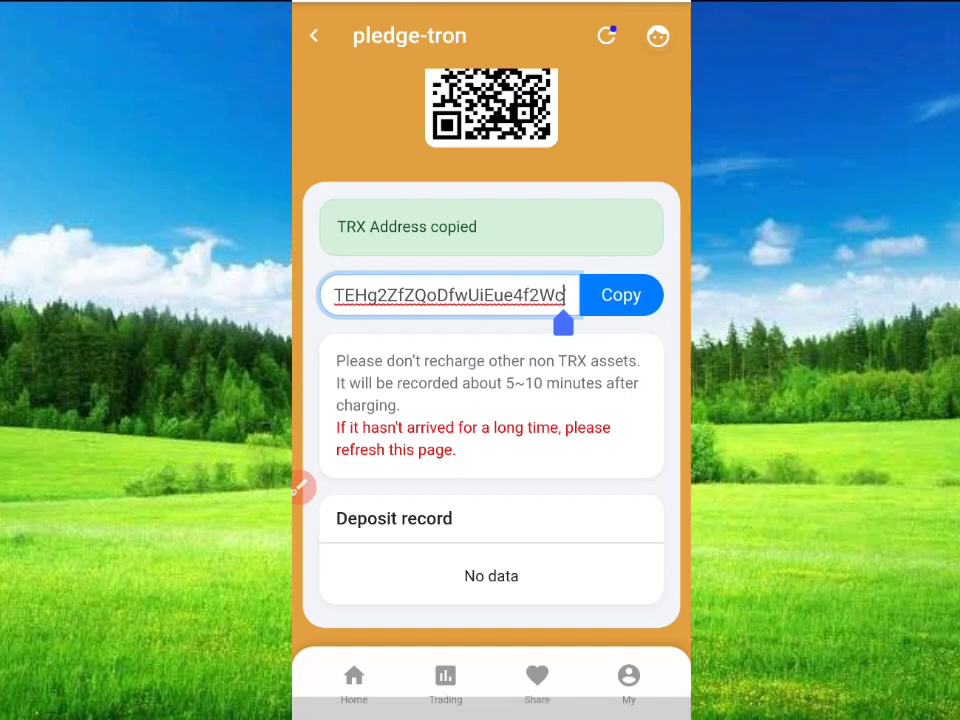 pledge-tron
TRX Address copied
TEHg2ZfZQoDfwUiEue4f2Wc
Copy
Please don't recharge other non TRX assets.
It will be recorded about 5~10 minutes after
charging.
If it hasn't arrived for a long time, please
refresh this page.
Deposit record
No data
Home
Trading
Share
My